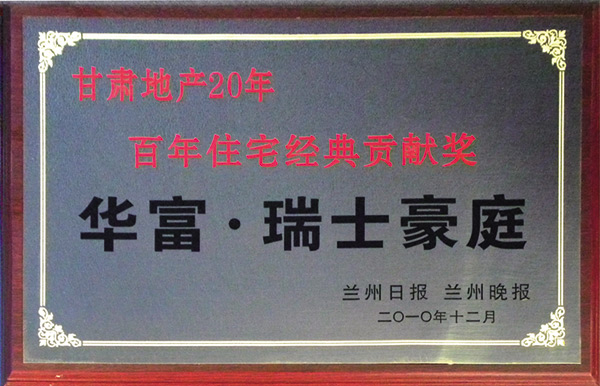 甘肃地产20年
百年住宅经典贡献奖
华富·瑞士豪庭
兰州日报 兰州晚报
二〇一〇年十二月